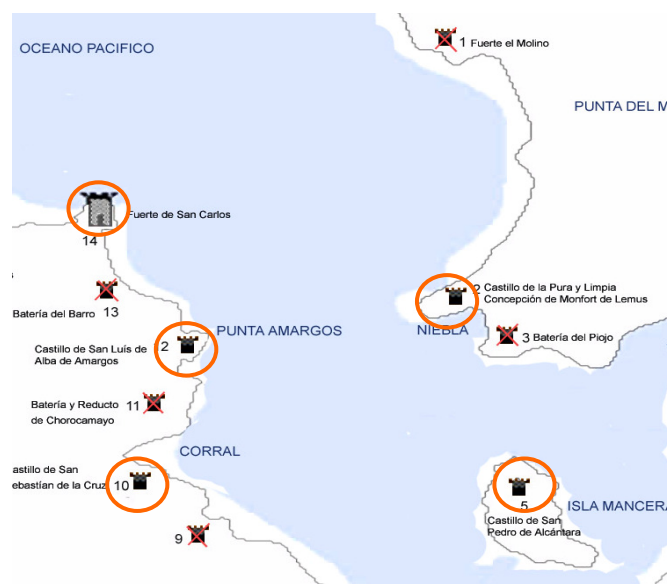 OCEANO PACIFICO
1 Fuerte el Molino
PUNTA DEL M
Fuerte de San Carlos
14
2 Castillo de la Pura y Limpia
Concepción de Monfort de Lemus
NIEBLA
3 Batería del Piojo
Batería del Barro 13
PUNTA AMARGOS
Castillo de San Luís de
Alba de Amargos
2
Batería y Reducto
de Chorocamayo
11
CORRAL
astillo de San
ebastían de la Cruz
10
9
5
ISLA MANCERA
Castillo de San
Pedro de Alcántara